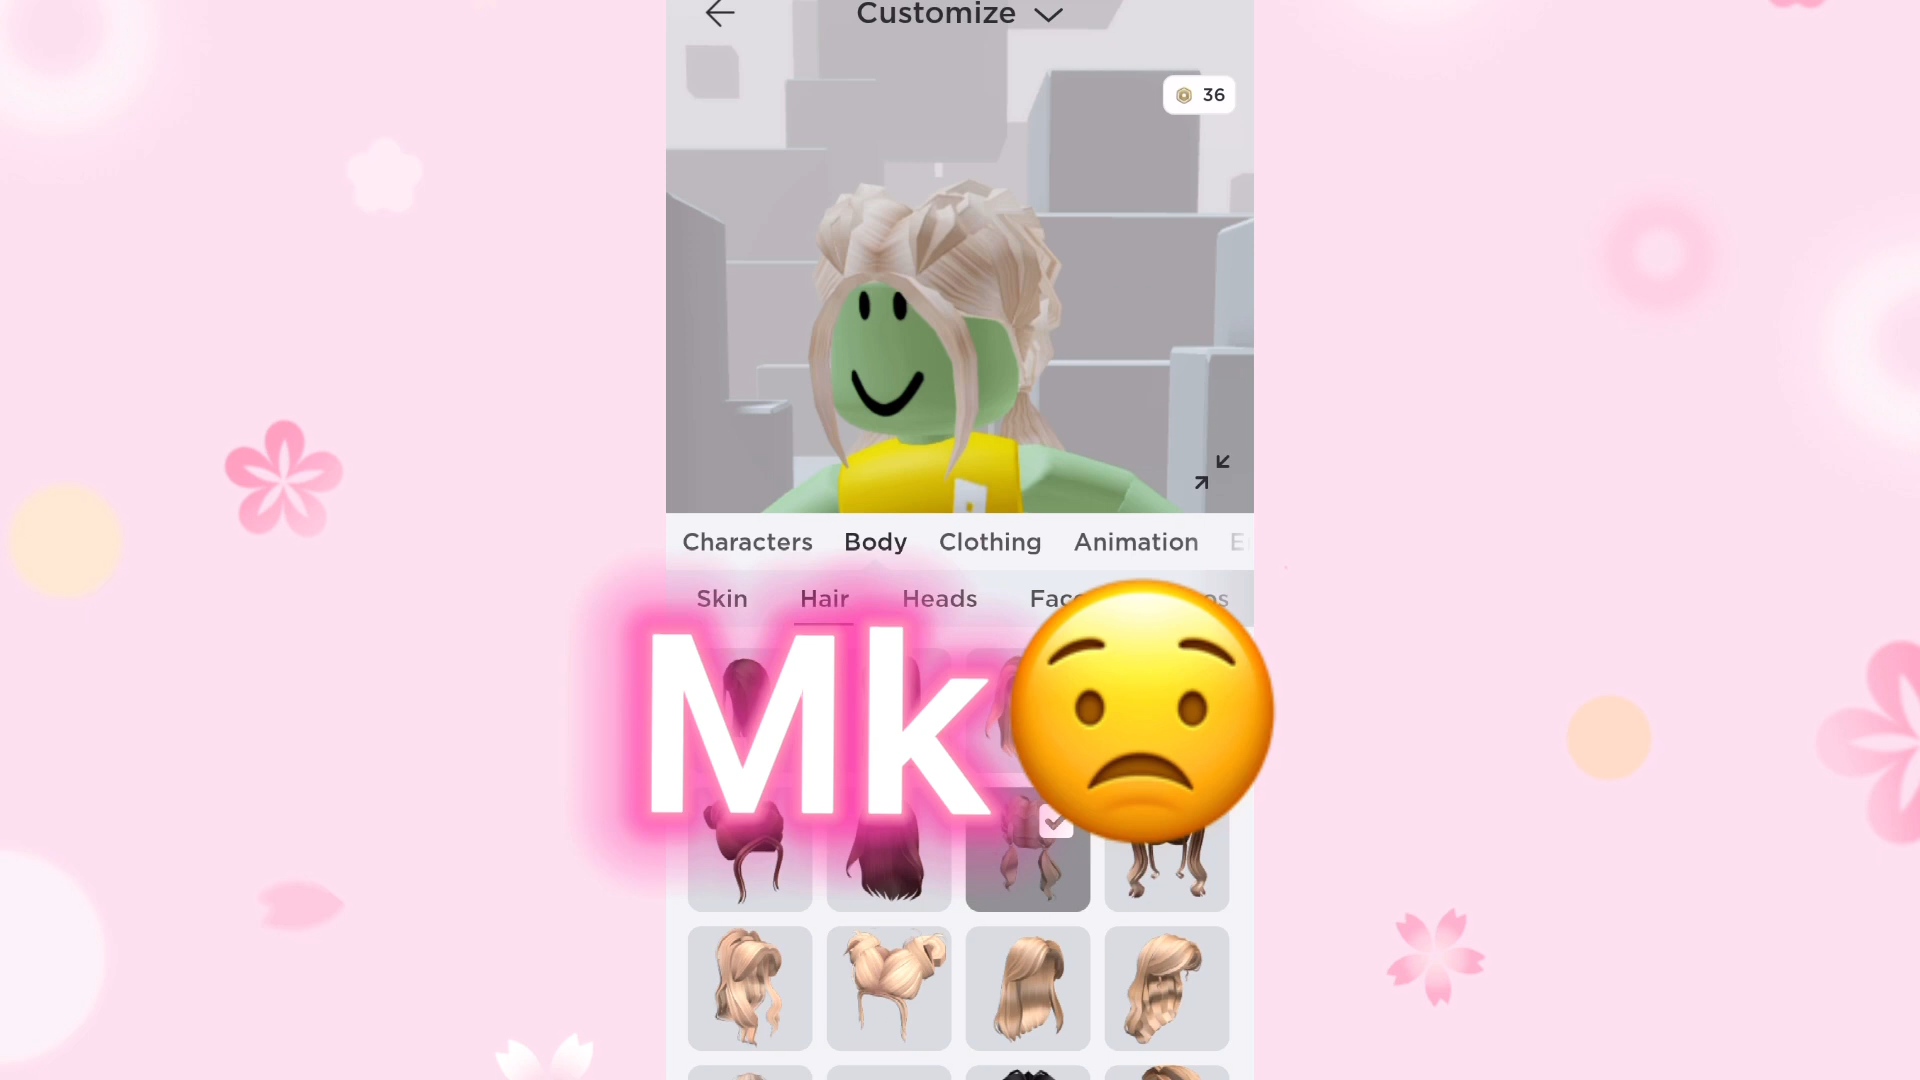 Customize
36
Characters Body Clothing Animation
Skin Hair Heads
Mk😟